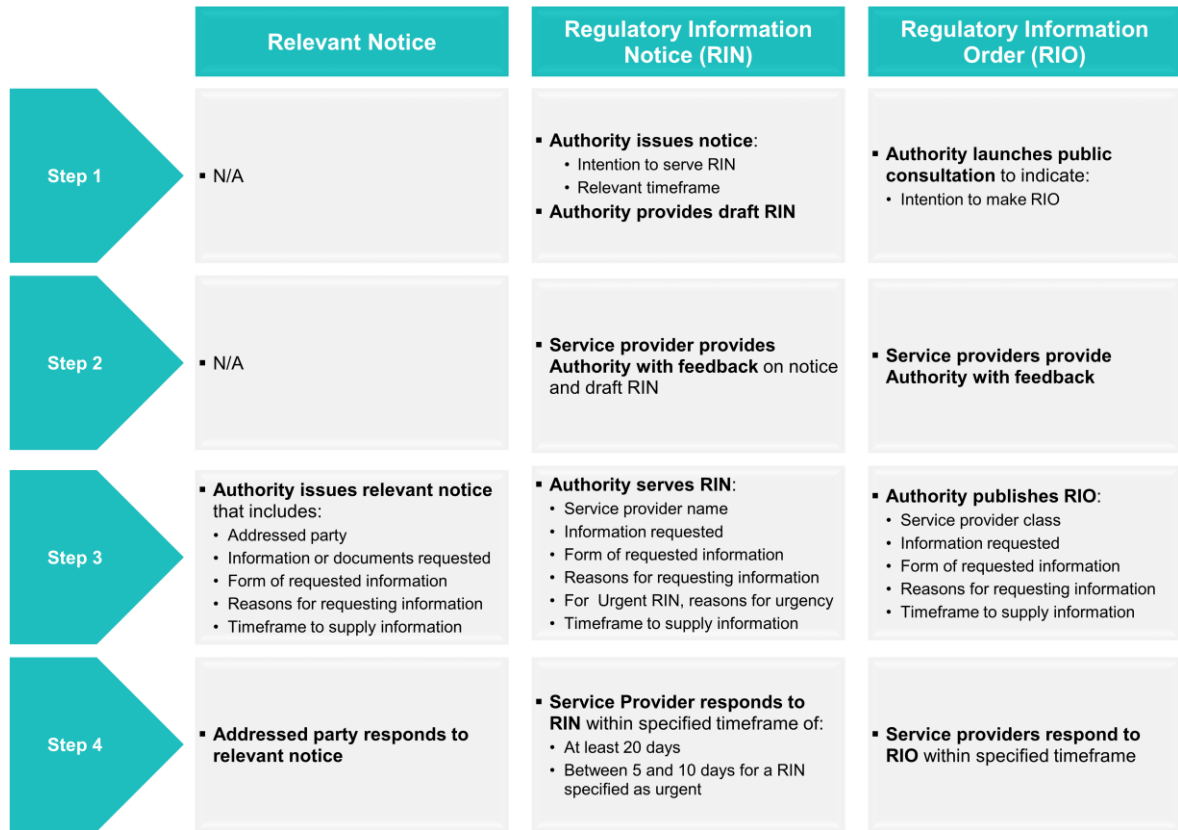 Relevant Notice
Regulatory Information
Notice (RIN)
Regulatory Information
Order (RIO)
Step 1
▪ N/A
▪ Authority issues notice:
• Intention to serve RIN
• Relevant timeframe
▪ Authority provides draft RIN
▪ Authority launches public
consultation to indicate:
• Intention to make RIO
Step 2
▪ N/A
▪ Service provider provides
Authority with feedback on notice
and draft RIN
▪ Service providers provide
Authority with feedback
Step 3
▪ Authority issues relevant notice
that includes:
• Addressed party
• Information or documents requested
• Form of requested information
• Reasons for requesting information
• Timeframe to supply information
▪ Authority serves RIN:
• Service provider name
• Information requested
• Form of requested information
• Reasons for requesting information
• For Urgent RIN, reasons for urgency
• Timeframe to supply information
▪ Authority publishes RIO:
• Service provider class
• Information requested
• Form of requested information
• Reasons for requesting information
• Timeframe to supply information
Step 4
▪ Addressed party responds to
relevant notice
▪ Service Provider responds to
RIN within specified timeframe of:
• At least 20 days
• Between 5 and 10 days for a RIN
specified as urgent
▪ Service providers respond to
RIO within specified timeframe